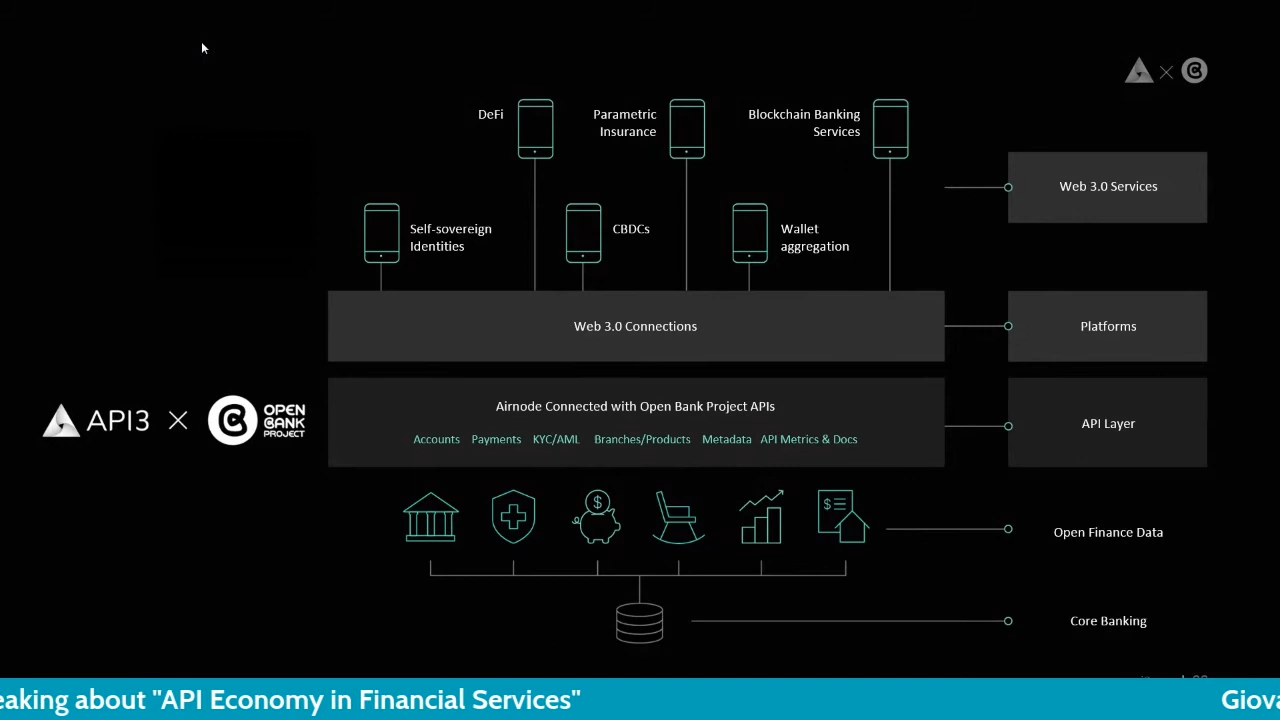 DeFi
Parametric
Insurance
Blockchain Banking
Services
Web 3.0 Services
Self-sovereign
Identities
CBDCs
Wallet
aggregation
Web 3.0 Connections
Platforms
API3
OPEN
BANK
PROJECT
Airnode Connected with Open Bank Project APIs
Accounts Payments KYC/AML Branches/Products Metadata API Metrics & Docs
API Layer
Open Finance Data
Core Banking
eaking about "API Economy in Financial Services"
Giova